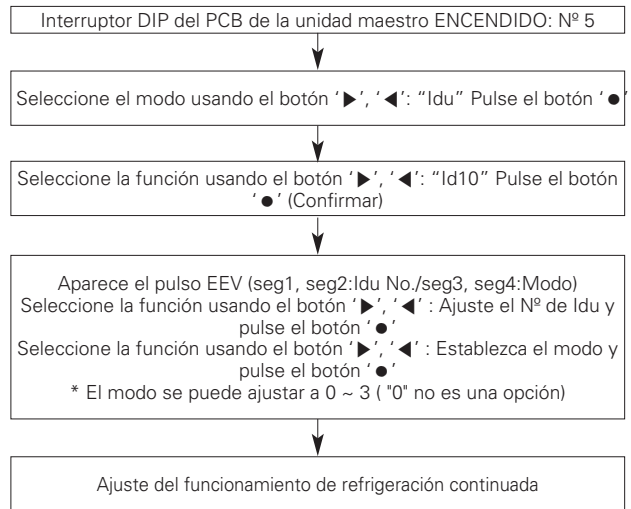 Interruptor DIP del PCB de la unidad maestro ENCENDIDO: Nº 5
Seleccione el modo usando el botón ‘▶’, ‘◀’: “Idu” Pulse el botón ‘●’
Seleccione la función usando el botón ‘▶’, ‘◀’: “Id10” Pulse el botón
‘●’ (Confirmar)
Aparece el pulso EEV (seg1, seg2:Idu No./seg3, seg4:Modo)
Seleccione la función usando el botón ‘▶’, ‘◀’ : Ajuste el Nº de Idu y
pulse el botón ‘●’
Seleccione la función usando el botón ‘▶’, ‘◀’ : Establezca el modo y
pulse el botón ‘●’
* El modo se puede ajustar a 0 ~ 3 ( "0" no es una opción)
Ajuste del funcionamiento de refrigeración continuada